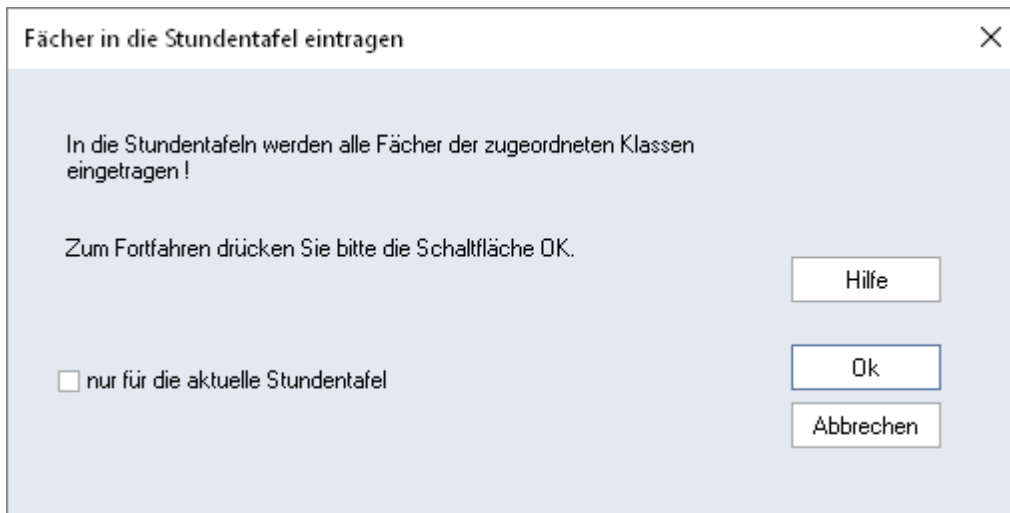 Fächer in die Stundentafel eintragen
In die Stundentafeln werden alle Fächer der zugeordneten Klassen
eingetragen !
Zum Fortfahren drücken Sie bitte die Schaltfläche OK.
Hilfe
nur für die aktuelle Stundentafel
Ok
Abbrechen